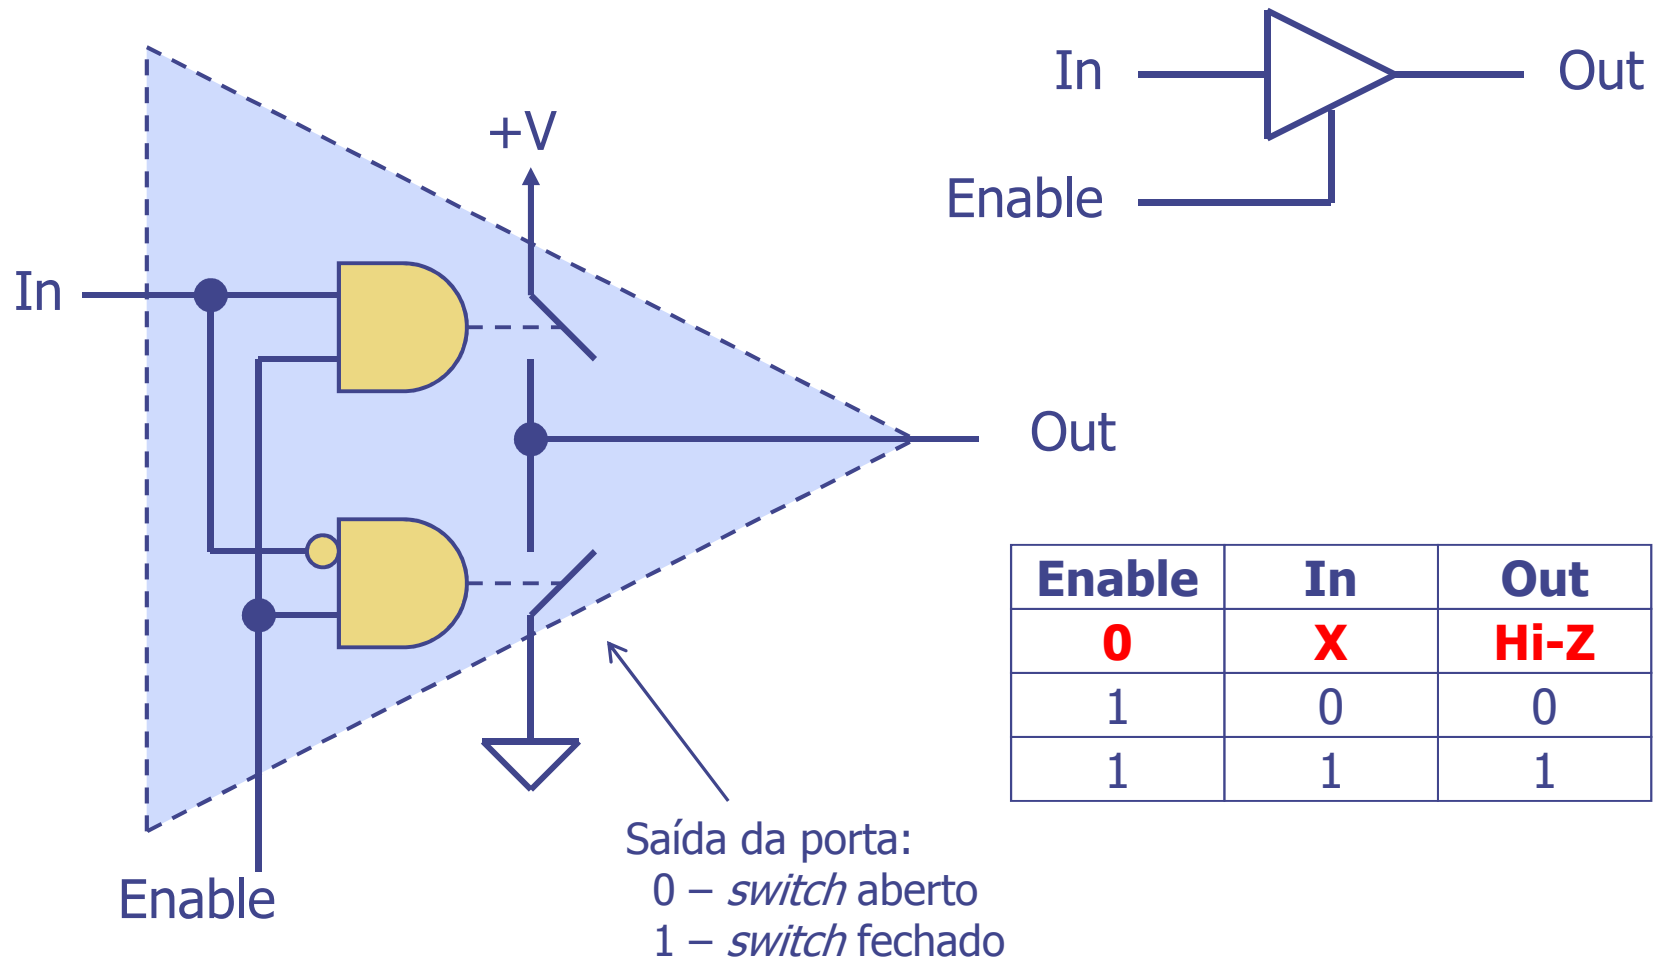 In
Out
Enable
+V
In
Out
Enable
Saída da porta:
0 – switch aberto
1 – switch fechado
Enable In Out
0 X Hi-Z
1 0 0
1 1 1